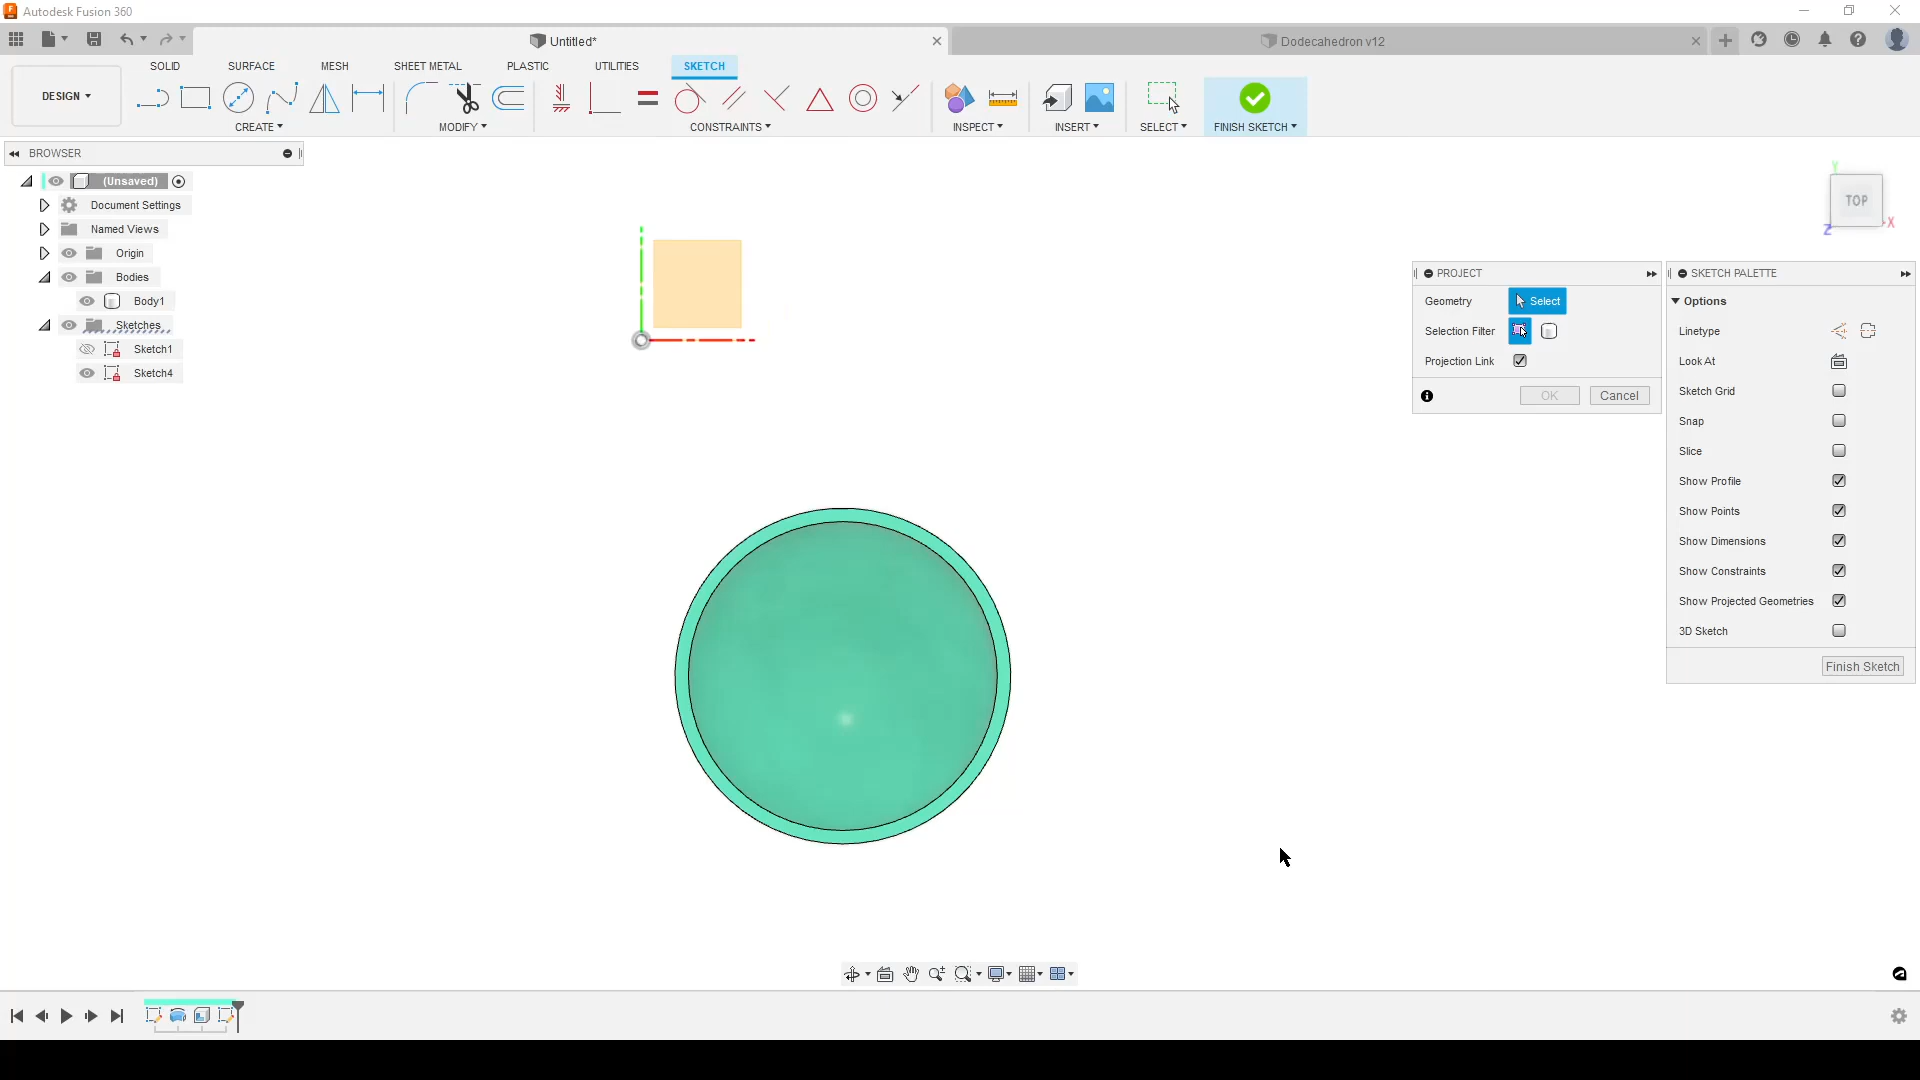 Autodesk Fusion 360
Untitled*
Dodecahedron v12
SOLID
SURFACE
MESH
SHEET METAL
PLASTIC
UTILITIES
SKETCH
DESIGN
CREATE
MODIFY
CONSTRAINTS
INSPECT
INSERT
SELECT
FINISH SKETCH
BROWSER
(Unsaved)
Document Settings
Named Views
Origin
Bodies
Body1
Sketches
Sketch1
Sketch4
Y
TOP
X
Z
PROJECT
Geometry
Select
Selection Filter
Projection Link
OK
Cancel
SKETCH PALETTE
Options
Linetype
Look At
Sketch Grid
Snap
Slice
Show Profile
Show Points
Show Dimensions
Show Constraints
Show Projected Geometries
3D Sketch
Finish Sketch